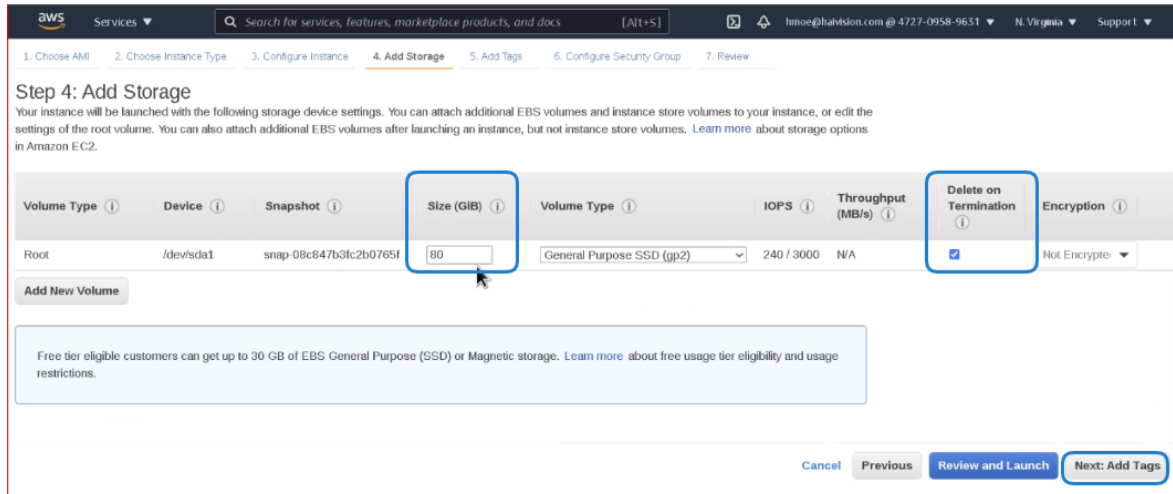 aws Services Search for services, features, marketplace products, and docs [Alt+S] hmoe@haivision.com @ 4727-0958-9631 N. Virginia Support
1. Choose AMI 2. Choose Instance Type 3. Configure Instance 4. Add Storage 5. Add Tags 6. Configure Security Group 7. Review
Step 4: Add Storage
Your instance will be launched with the following storage device settings. You can attach additional EBS volumes and instance store volumes to your instance, or edit the
settings of the root volume. You can also attach additional EBS volumes after launching an instance, but not instance store volumes. Learn more about storage options
in Amazon EC2.
Volume Type Device Snapshot Size (GiB) Volume Type IOPS Throughput (MB/s) Delete on Termination Encryption
Root /dev/sda1 snap-08c847b3fc2b0765f 80 General Purpose SSD (gp2) 240 / 3000 N/A Not Encrypte
Add New Volume
Free tier eligible customers can get up to 30 GB of EBS General Purpose (SSD) or Magnetic storage. Learn more about free usage tier eligibility and usage
restrictions.
Cancel Previous Review and Launch Next: Add Tags